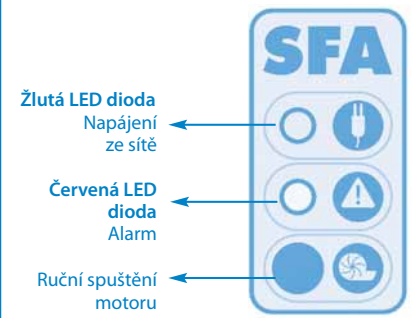 SFA
Žlutá LED dioda
Napájení
ze sítě
Červená LED
dioda
Alarm
Ruční spuštění
motoru